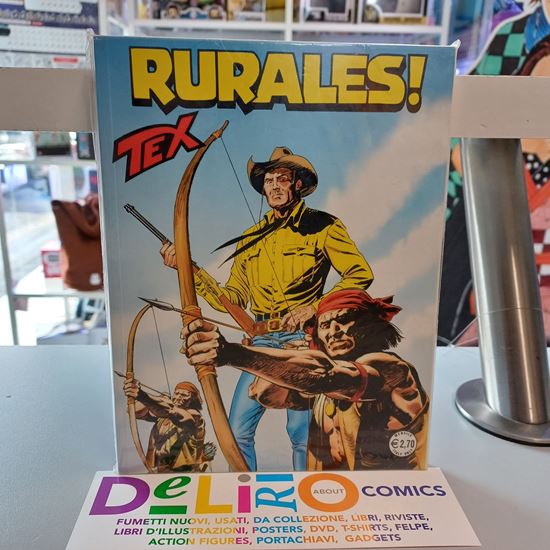 RURALES!
TEX
€ 2,70
DeLiRiO ABOUT COMICS
FUMETTI NUOVI, USATI, DA COLLEZIONE, LIBRI, RIVISTE,
LIBRI D'ILLUSTRAZIONI, POSTERS, DVD, T-SHIRTS, FELPE,
ACTION FIGURES, PORTACHIAVI, GADGETS